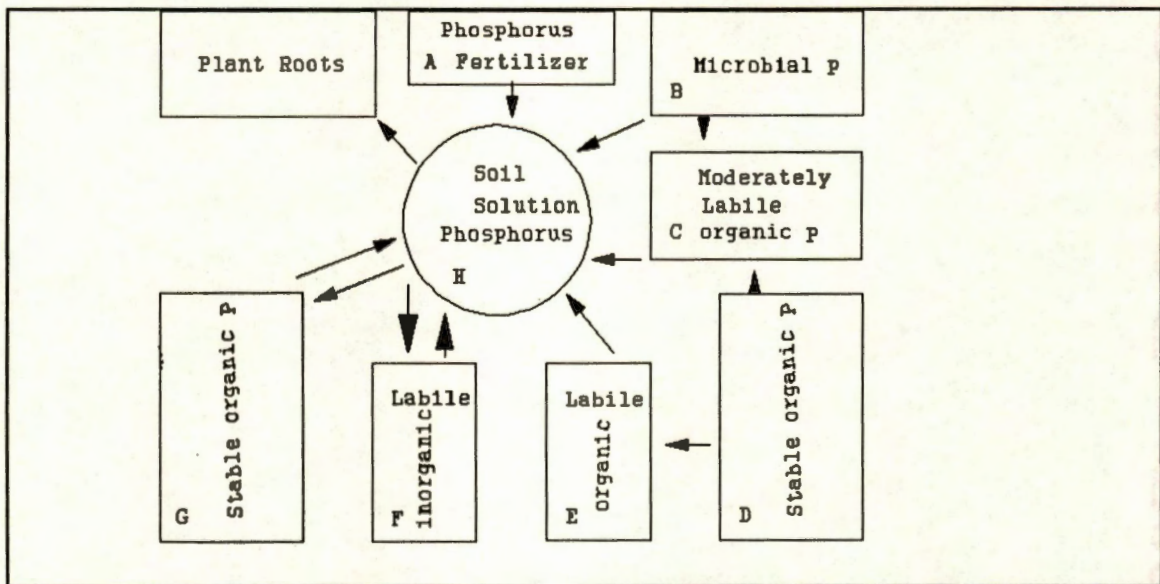 Plant Roots
Phosphorus
A Fertilizer
Microbial P
B
Soil
Solution
Phosphorus
H
Moderately
Labile
C organic P
G Stable organic P
Labile
F inorganic
Labile
E organic
D Stable organic P